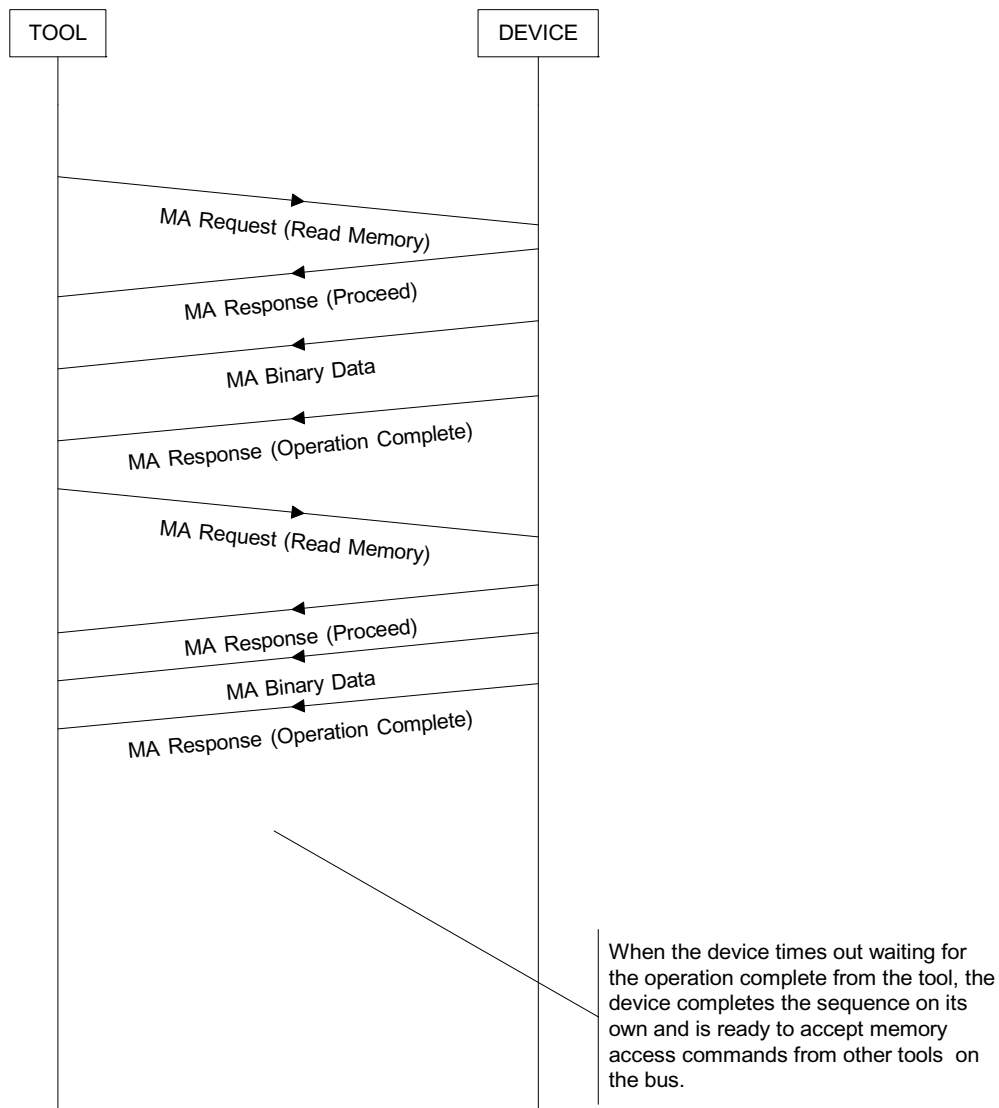 TOOL
DEVICE
MA Request (Read Memory)
MA Response (Proceed)
MA Binary Data
MA Response (Operation Complete)
MA Request (Read Memory)
MA Response (Proceed)
MA Binary Data
MA Response (Operation Complete)
When the device times out waiting for
the operation complete from the tool, the
device completes the sequence on its
own and is ready to accept memory
access commands from other tools on
the bus.